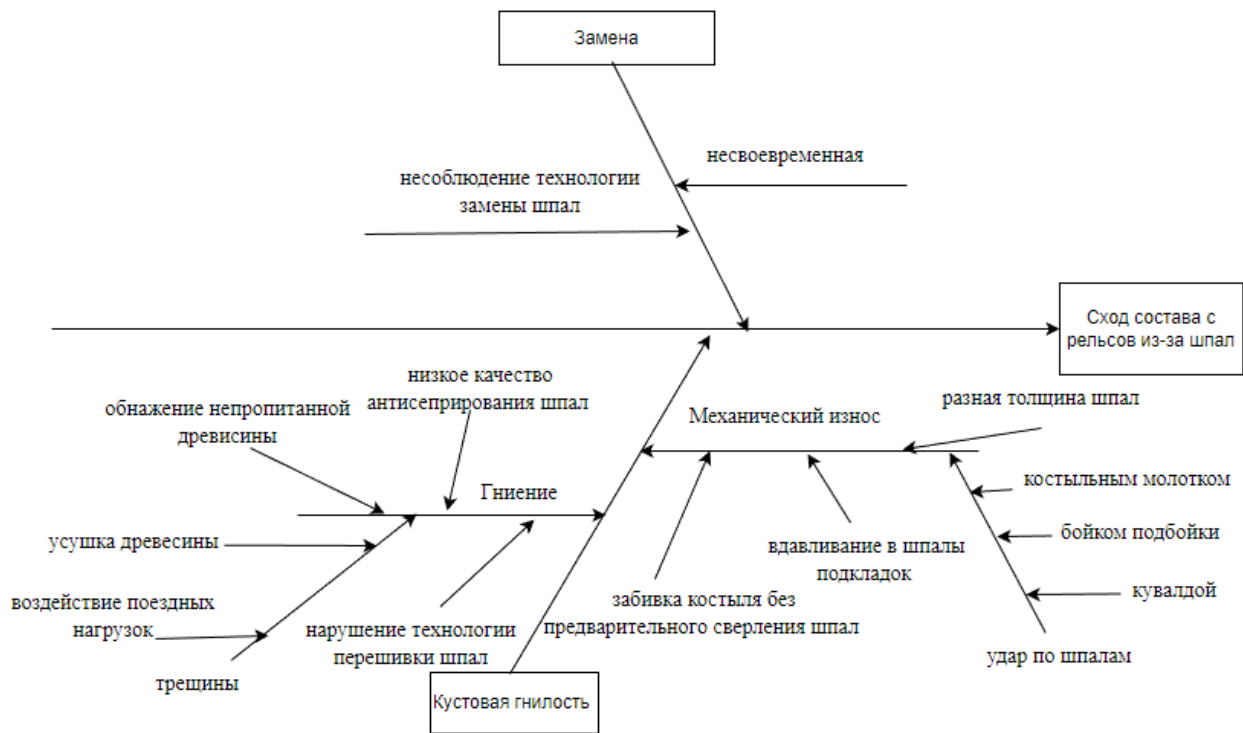 Замена
несвоевременная
несоблюдение технологии
замены шпал
Сход состава с
рельсов из-за шпал
низкое качество
антисеприрования шпал
обнажение непропитанной
древисины
Механический износ
разная толщина шпал
Гниение
костыльным молотком
усушка древесины
бойком подбойки
вдавливание в шпалы
подкладок
кувалдой
забивка костыля без
предварительного сверления шпал
воздействие поездных
нагрузок
нарушение технологии
перешивки шпал
удар по шпалам
трещины
Кустовая гнилость